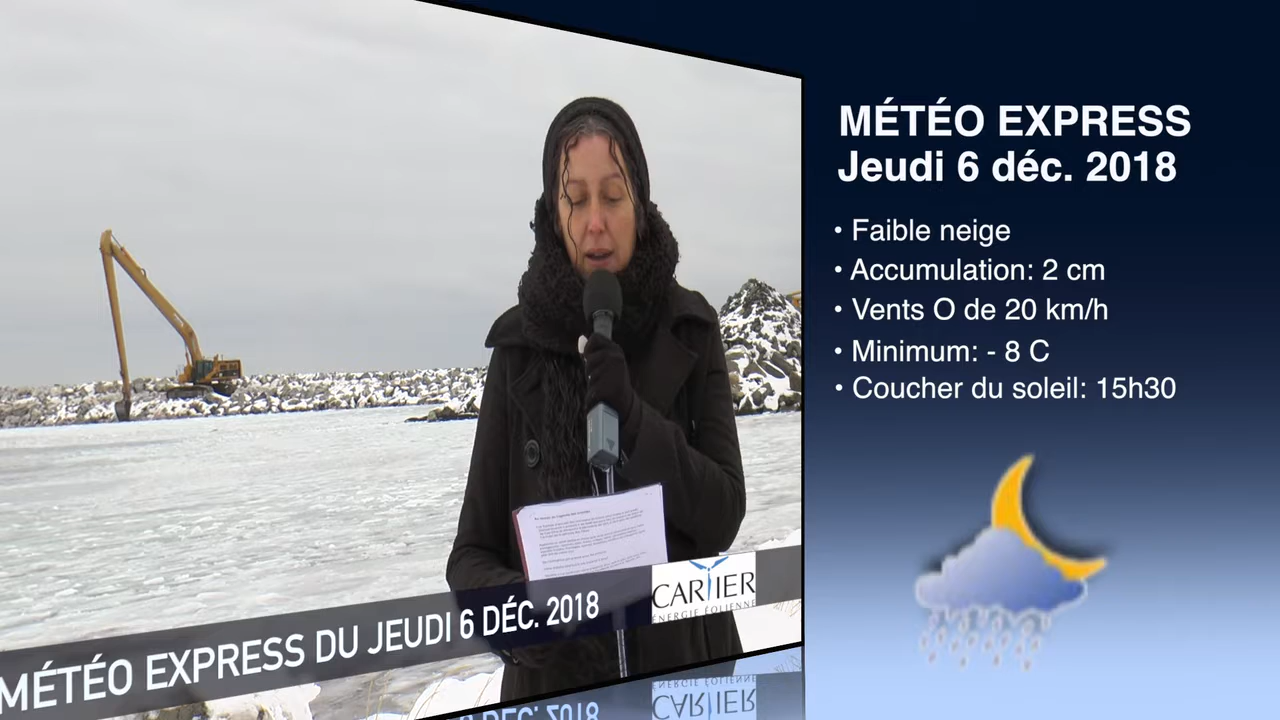 MÉTÉO EXPRESS
Jeudi 6 déc. 2018
• Faible neige
• Accumulation: 2 cm
• Vents O de 20 km/h
• Minimum: - 8 C
• Coucher du soleil: 15h30
CARTIER
ÉNERGIE ÉOLIENNE
MÉTÉO EXPRESS DU JEUDI 6 DÉC. 2018